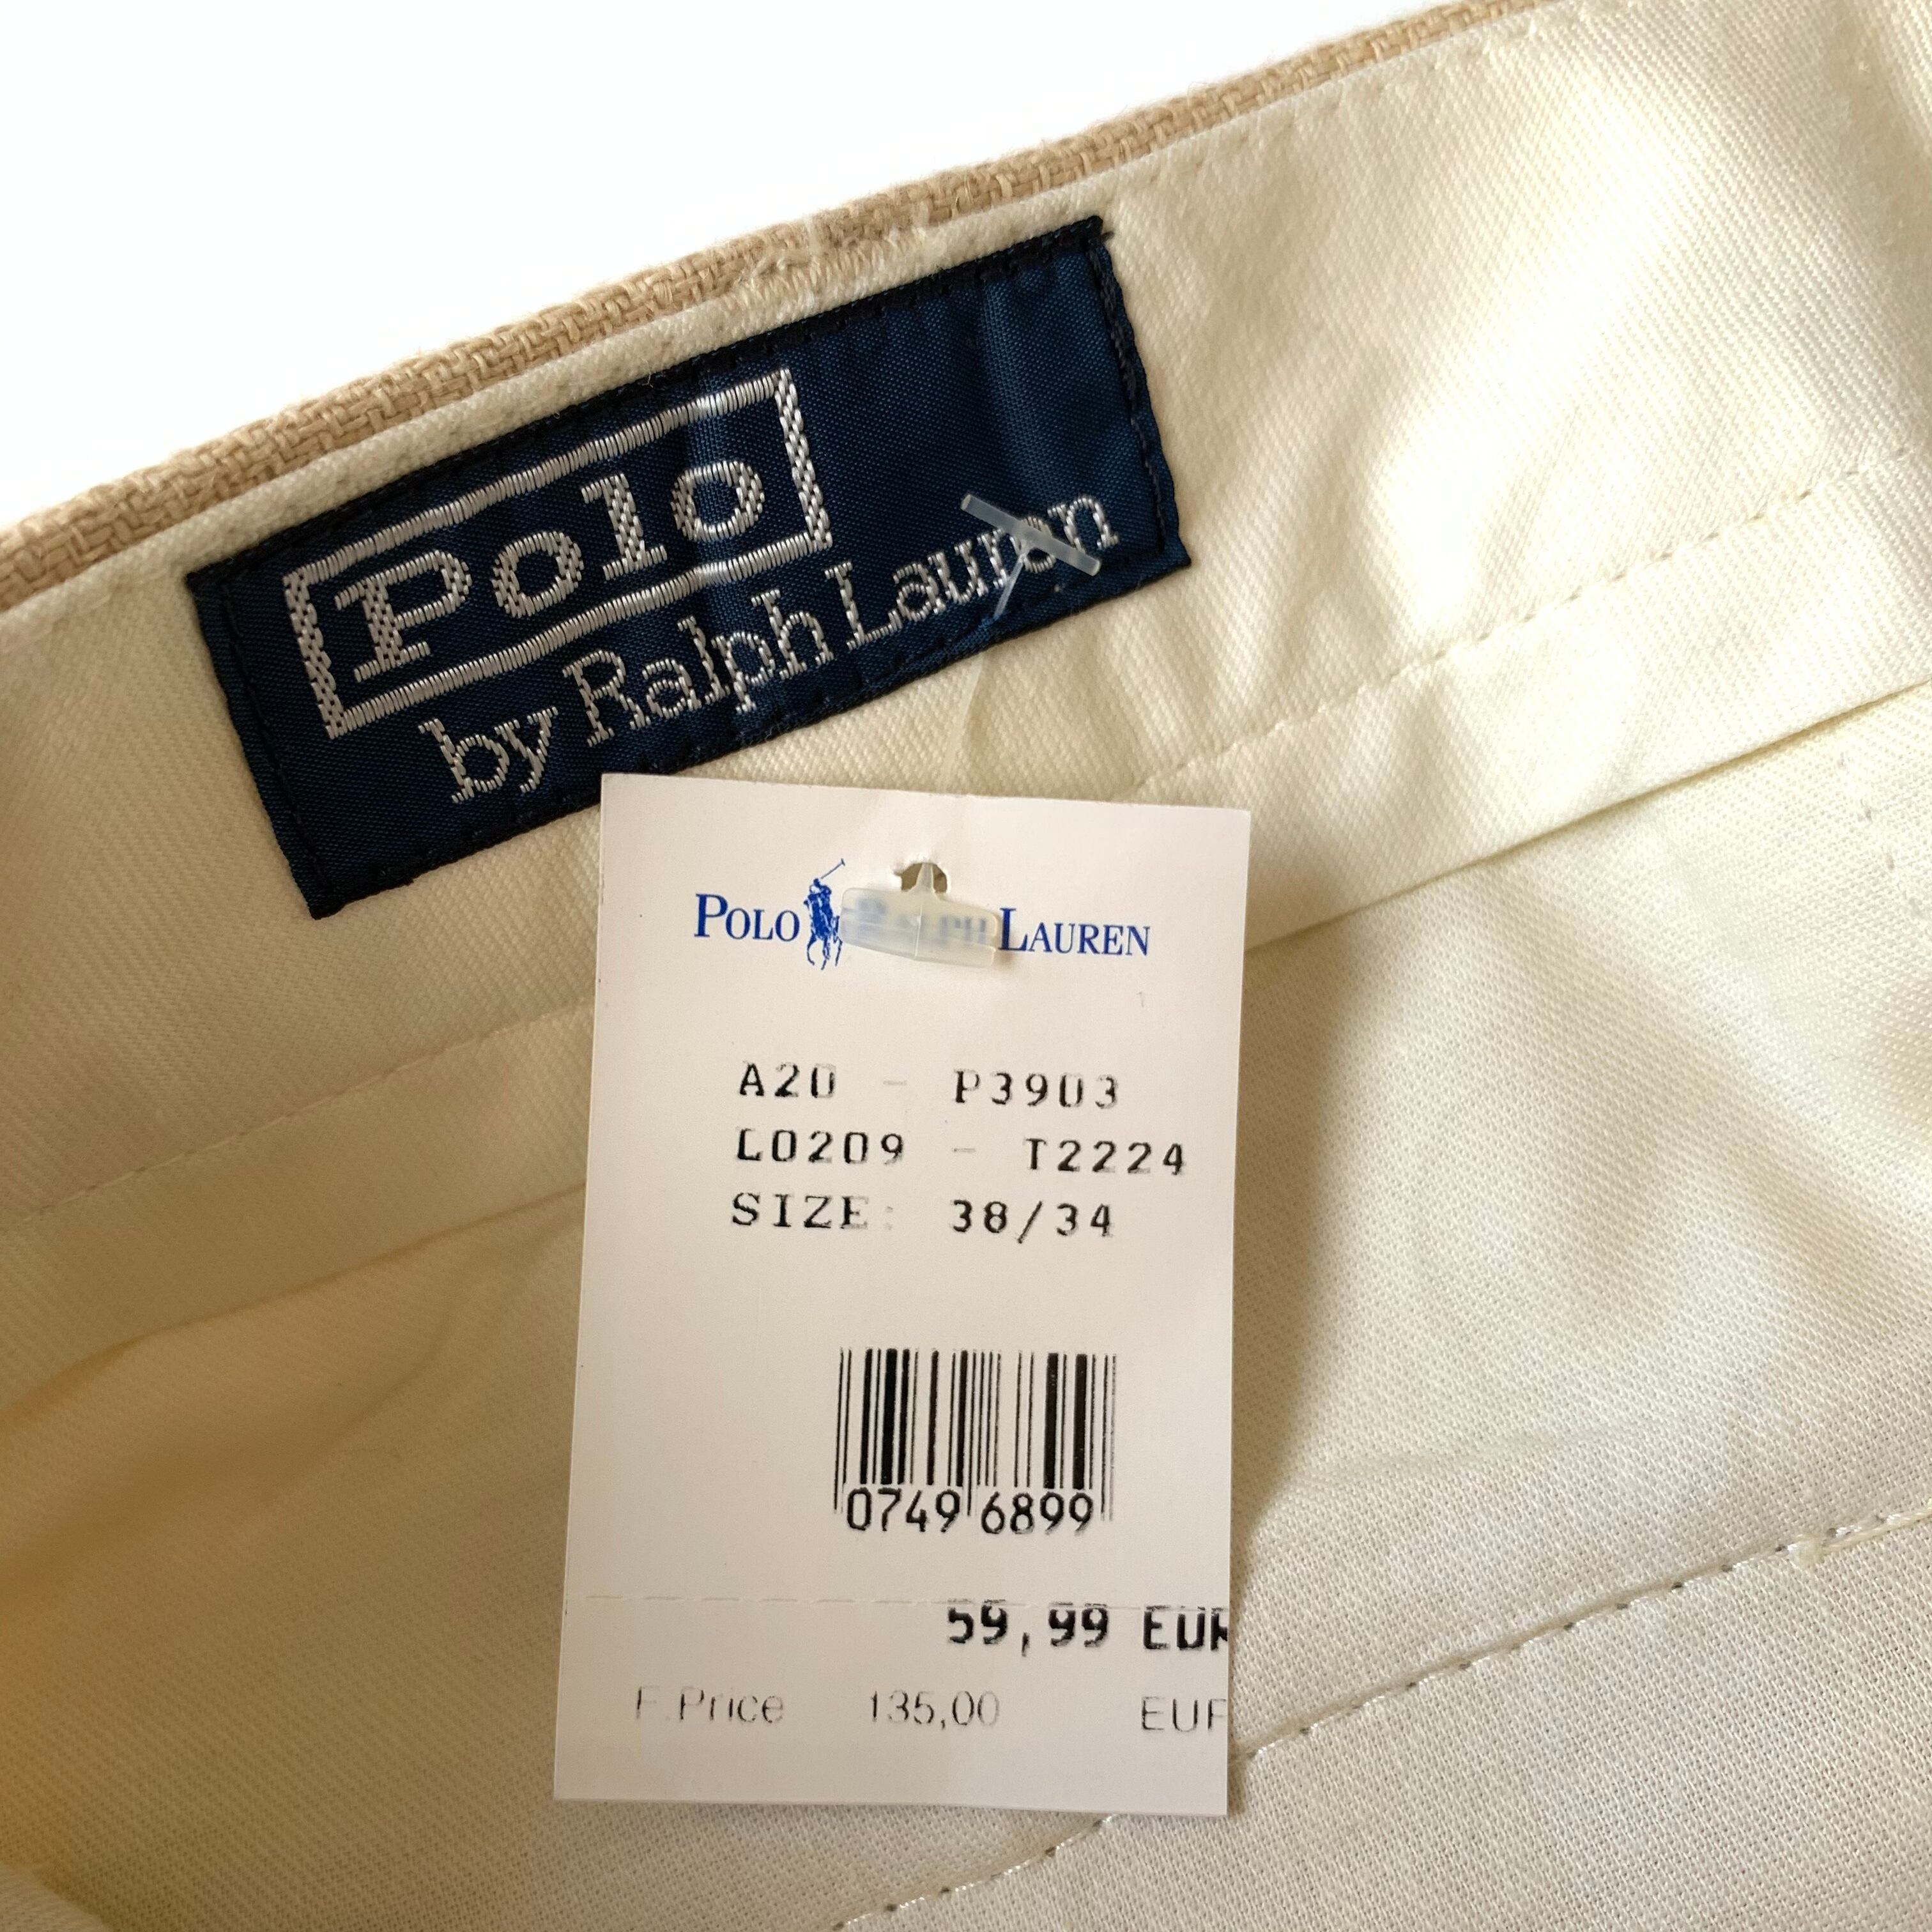 Polo
by Ralph Lauren
POLO RALPH LAUREN
A20 - P3903
L0209 - T2224
SIZE: 38/34
0749 6899
59,99 EUR
F.Price 135,00 EUR